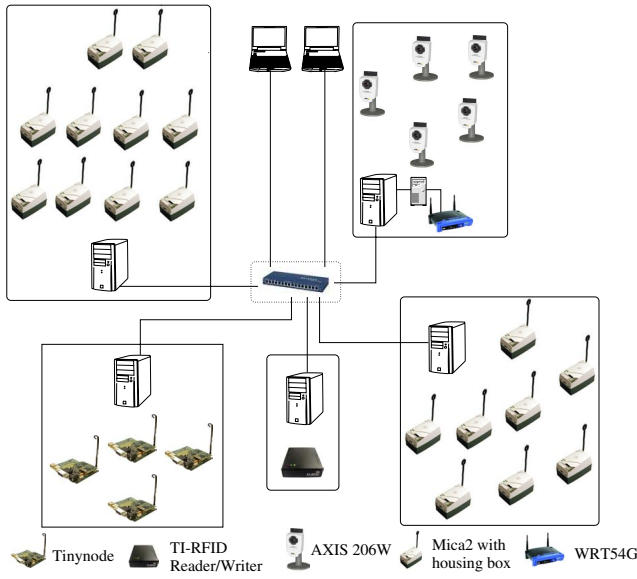 Tinynode
TI-RFID
Reader/Writer
AXIS 206W
Mica2 with
housing box
WRT54G